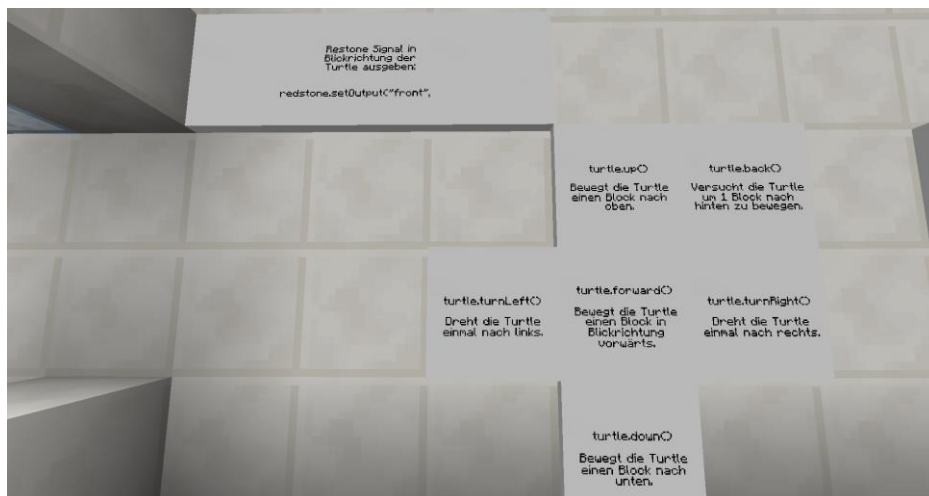 Restone Signal in
Blickrichtung der
Turtle ausgeben:
redstone.setOutput("front",
turtle.up()
Bewegt die Turtle
einen Block nach
oben.
turtle.back()
Versucht die Turtle
um 1 Block nach
hinten zu bewegen.
turtle.turnLeft()
Dreht die Turtle
einmal nach links.
turtle.forward()
Bewegt die Turtle
einen Block in
Blickrichtung
vorwärts.
turtle.turnRight()
Dreht die Turtle
einmal nach rechts.
turtle.down()
Bewegt die Turtle
einen Block nach
unten.